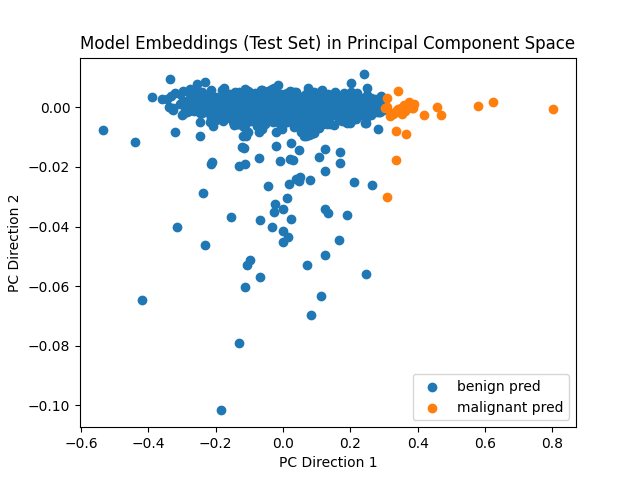 Model Embeddings (Test Set) in Principal Component Space
PC Direction 2
0.00
−0.02
−0.04
−0.06
−0.08
−0.10
benign pred
malignant pred
−0.6
−0.4
−0.2
0.0
0.2
0.4
0.6
0.8
PC Direction 1